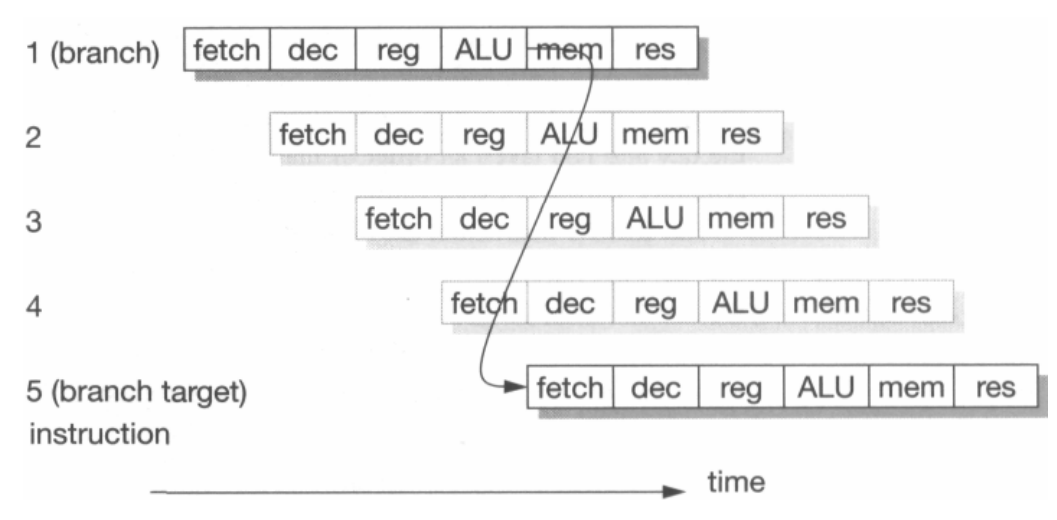 1 (branch) fetch dec reg ALU mem res
2 fetch dec reg ALU mem res
3 fetch dec reg ALU mem res
4 fetch dec reg ALU mem res
5 (branch target) fetch dec reg ALU mem res
instruction
time